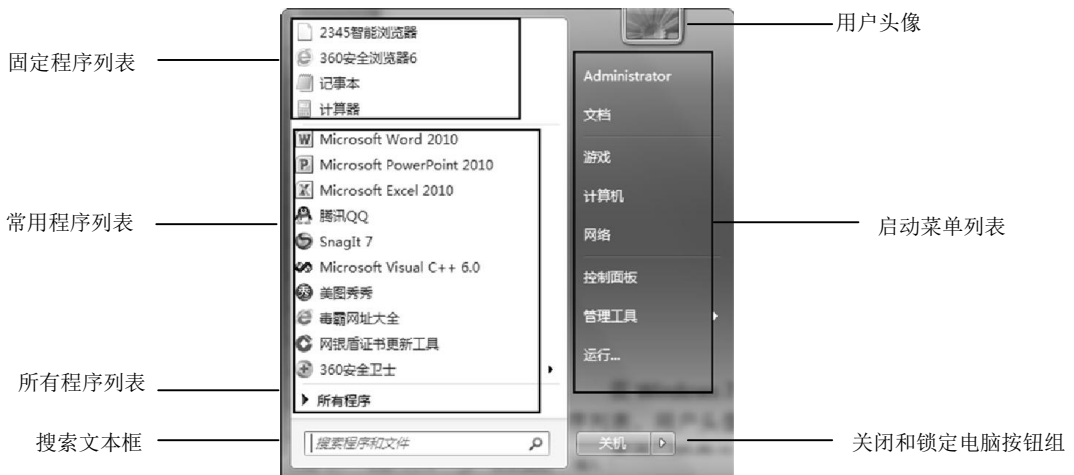 固定程序列表
常用程序列表
所有程序列表
搜索文本框
2345智能浏览器
360安全浏览器6
记事本
计算器
Microsoft Word 2010
Microsoft PowerPoint 2010
Microsoft Excel 2010
腾讯QQ
SnagIt 7
Microsoft Visual C++ 6.0
美图秀秀
毒霸网址大全
网银盾证书更新工具
360安全卫士
所有程序
搜索程序和文件
Administrator
文档
游戏
计算机
网络
控制面板
管理工具
运行...
关机
用户头像
启动菜单列表
关闭和锁定电脑按钮组